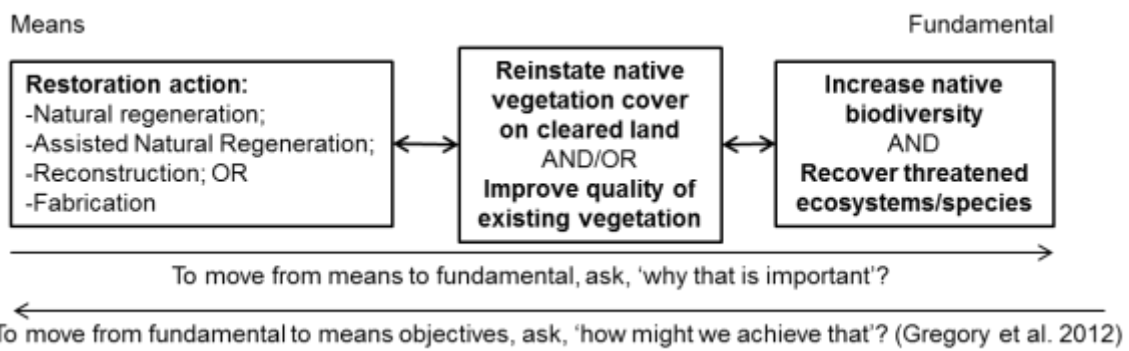 Means
Fundamental
Restoration action:
-Natural regeneration;
-Assisted Natural Regeneration;
-Reconstruction; OR
-Fabrication
Reinstate native
vegetation cover
on cleared land
AND/OR
Improve quality of
existing vegetation
Increase native
biodiversity
AND
Recover threatened
ecosystems/species
To move from means to fundamental, ask, ‘why that is important’?
To move from fundamental to means objectives, ask, ‘how might we achieve that’? (Gregory et al. 2012)